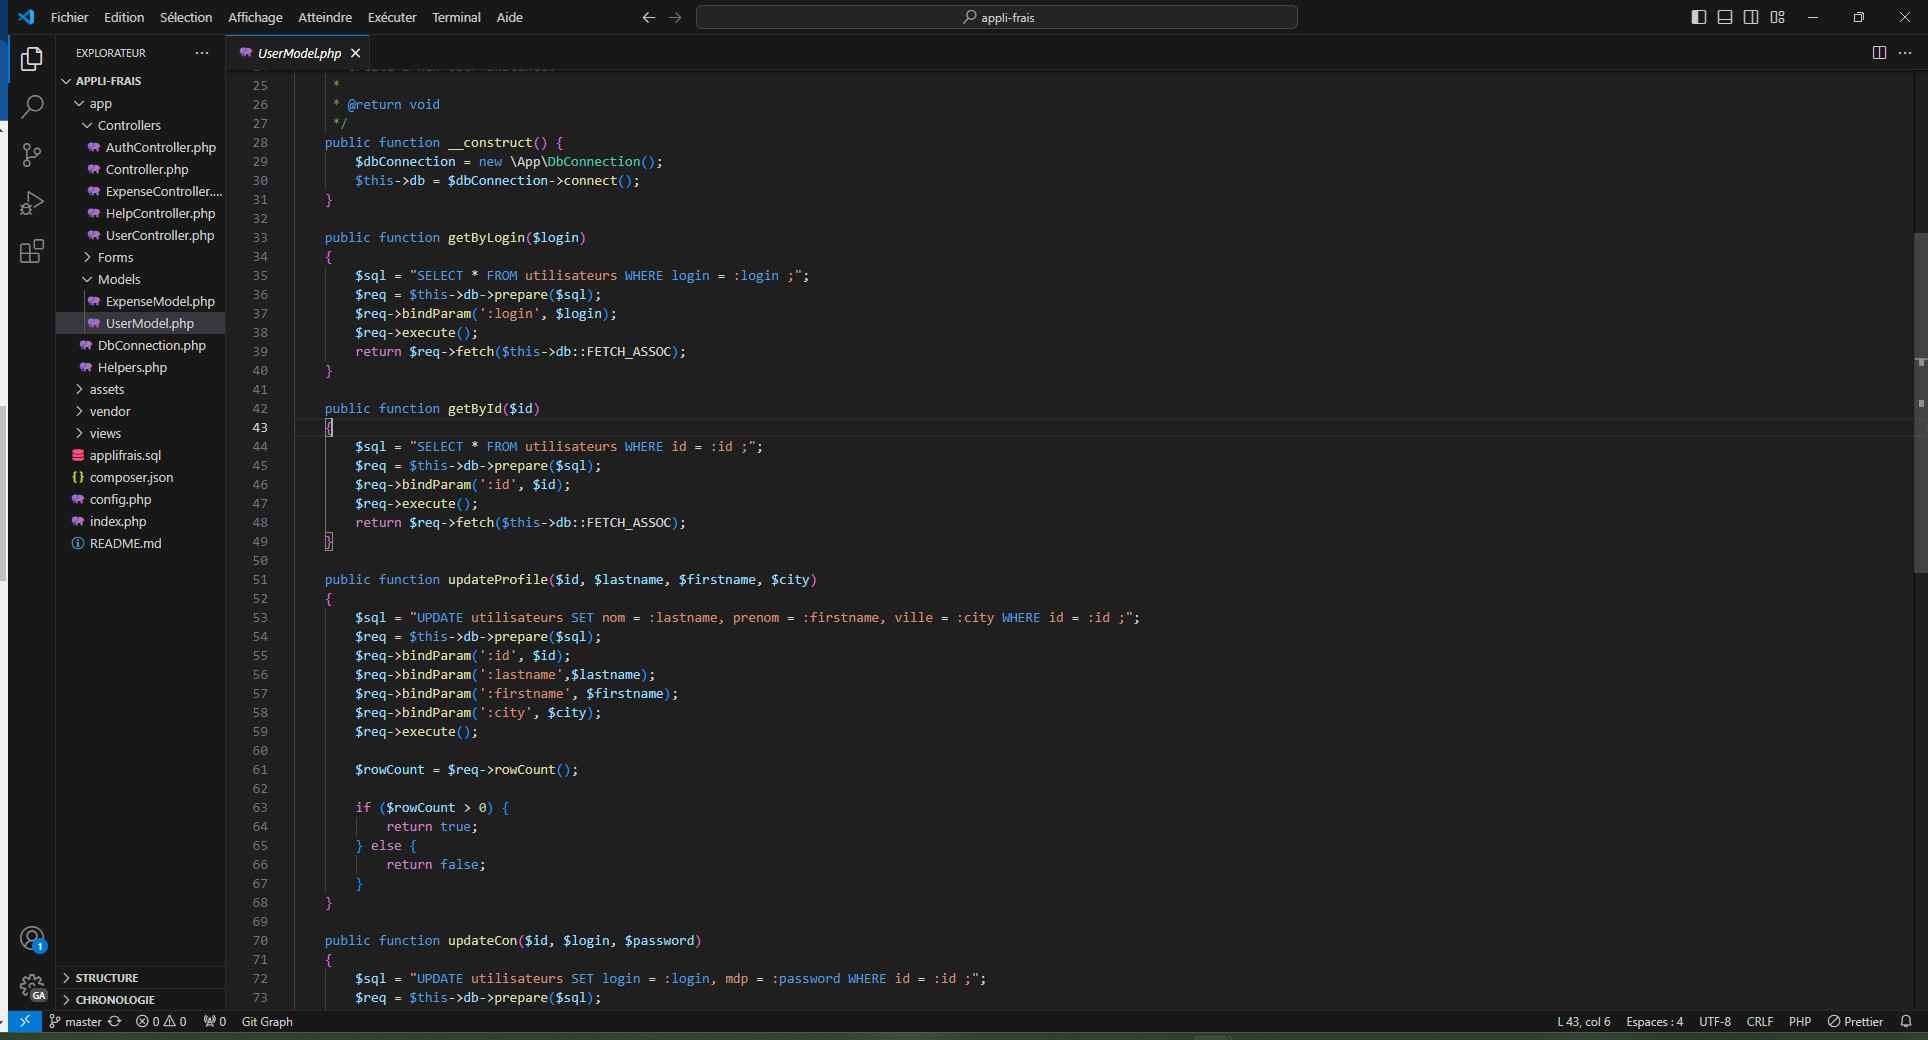 Fichier Edition Sélection Affichage Atteindre Exécuter Terminal Aide
appli-frais
EXPLORATEUR
APPLI-FRAIS
app
Controllers
AuthController.php
Controller.php
ExpenseController....
HelpController.php
UserController.php
Forms
Models
ExpenseModel.php
UserModel.php
DbConnection.php
Helpers.php
assets
vendor
views
applifrais.sql
composer.json
config.php
index.php
README.md
1
GA
STRUCTURE
CHRONOLOGIE
UserModel.php
25 *
26 * @return void
27 */
28 public function __construct() {
29 $dbConnection = new \App\DbConnection();
30 $this->db = $dbConnection->connect();
31 }
32
33 public function getByLogin($login)
34 {
35 $sql = "SELECT * FROM utilisateurs WHERE login = :login ;";
36 $req = $this->db->prepare($sql);
37 $req->bindParam(':login', $login);
38 $req->execute();
39 return $req->fetch($this->db::FETCH_ASSOC);
40 }
41
42 public function getById($id)
43 {
44 $sql = "SELECT * FROM utilisateurs WHERE id = :id ;";
45 $req = $this->db->prepare($sql);
46 $req->bindParam(':id', $id);
47 $req->execute();
48 return $req->fetch($this->db::FETCH_ASSOC);
49 }
50
51 public function updateProfile($id, $lastname, $firstname, $city)
52 {
53 $sql = "UPDATE utilisateurs SET nom = :lastname, prenom = :firstname, ville = :city WHERE id = :id ;";
54 $req = $this->db->prepare($sql);
55 $req->bindParam(':id', $id);
56 $req->bindParam(':lastname',$lastname);
57 $req->bindParam(':firstname', $firstname);
58 $req->bindParam(':city', $city);
59 $req->execute();
60
61 $rowCount = $req->rowCount();
62
63 if ($rowCount > 0) {
64 return true;
65 } else {
66 return false;
67 }
68 }
69
70 public function updateCon($id, $login, $password)
71 {
72 $sql = "UPDATE utilisateurs SET login = :login, mdp = :password WHERE id = :id ;";
73 $req = $this->db->prepare($sql);
master 0 0 0 Git Graph L 43, col 6 Espaces : 4 UTF-8 CRLF PHP Prettier